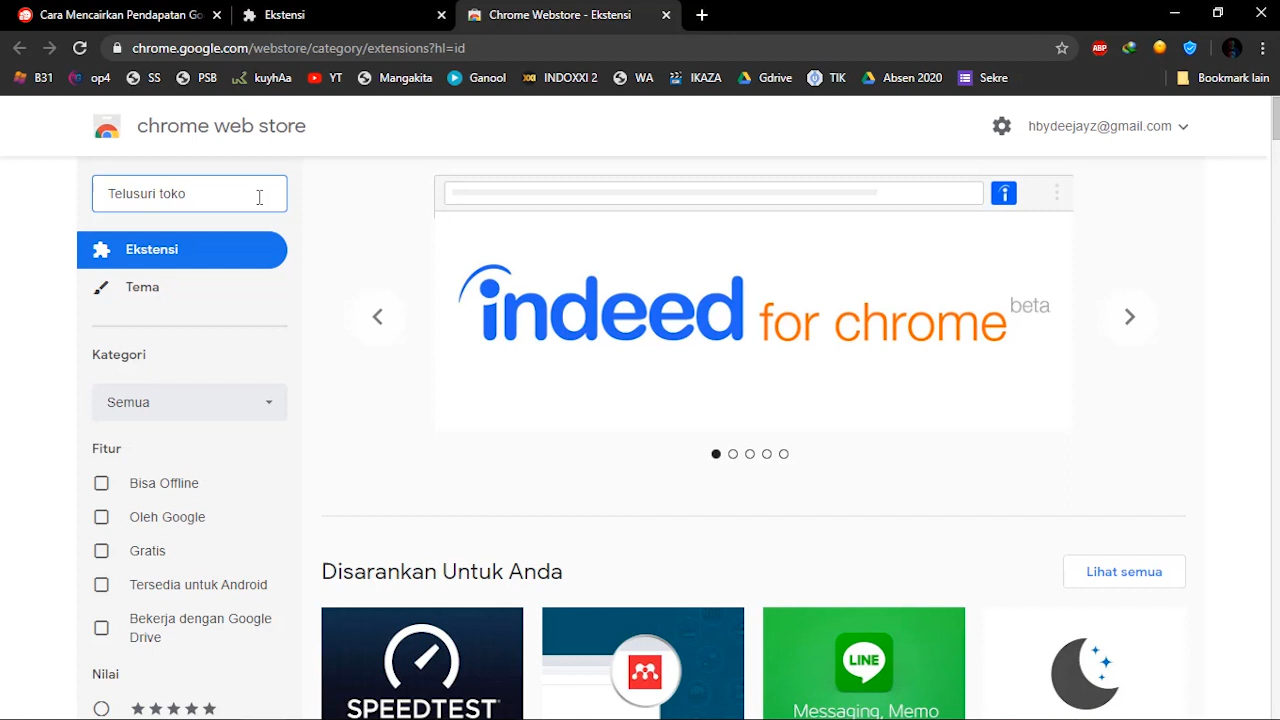 Cara Mencairkan Pendapatan Go
Ekstensi
Chrome Webstore - Ekstensi
chrome.google.com/webstore/category/extensions?hl=id
ABP
B31
op4
SS
PSB
kuyhAa
YT
Mangakita
Ganool
INDOXXI 2
WA
IKAZA
Gdrive
TIK
Absen 2020
Sekre
Bookmark lain
chrome web store
hbydeejayz@gmail.com
Telusuri toko
Ekstensi
Tema
Kategori
Semua
Fitur
Bisa Offline
Oleh Google
Gratis
Tersedia untuk Android
Bekerja dengan Google
Drive
Nilai
indeed for chrome beta
Disarankan Untuk Anda
Lihat semua
SPEEDTEST
LINE
Messaging, Memo